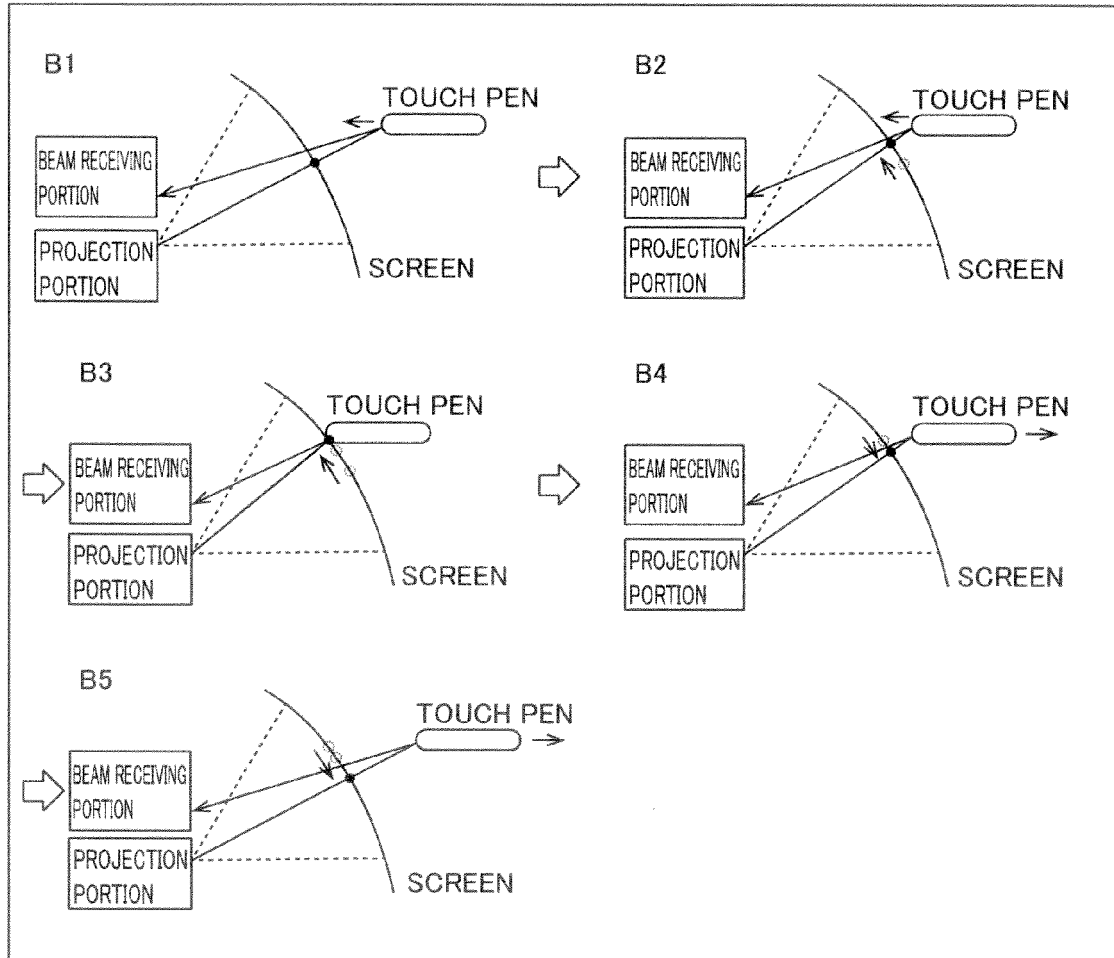 B1
TOUCH PEN
BEAM RECEIVING
PORTION
PROJECTION
PORTION
SCREEN
B2
TOUCH PEN
BEAM RECEIVING
PORTION
PROJECTION
PORTION
SCREEN
B3
TOUCH PEN
BEAM RECEIVING
PORTION
PROJECTION
PORTION
SCREEN
B4
TOUCH PEN
BEAM RECEIVING
PORTION
PROJECTION
PORTION
SCREEN
B5
TOUCH PEN
BEAM RECEIVING
PORTION
PROJECTION
PORTION
SCREEN